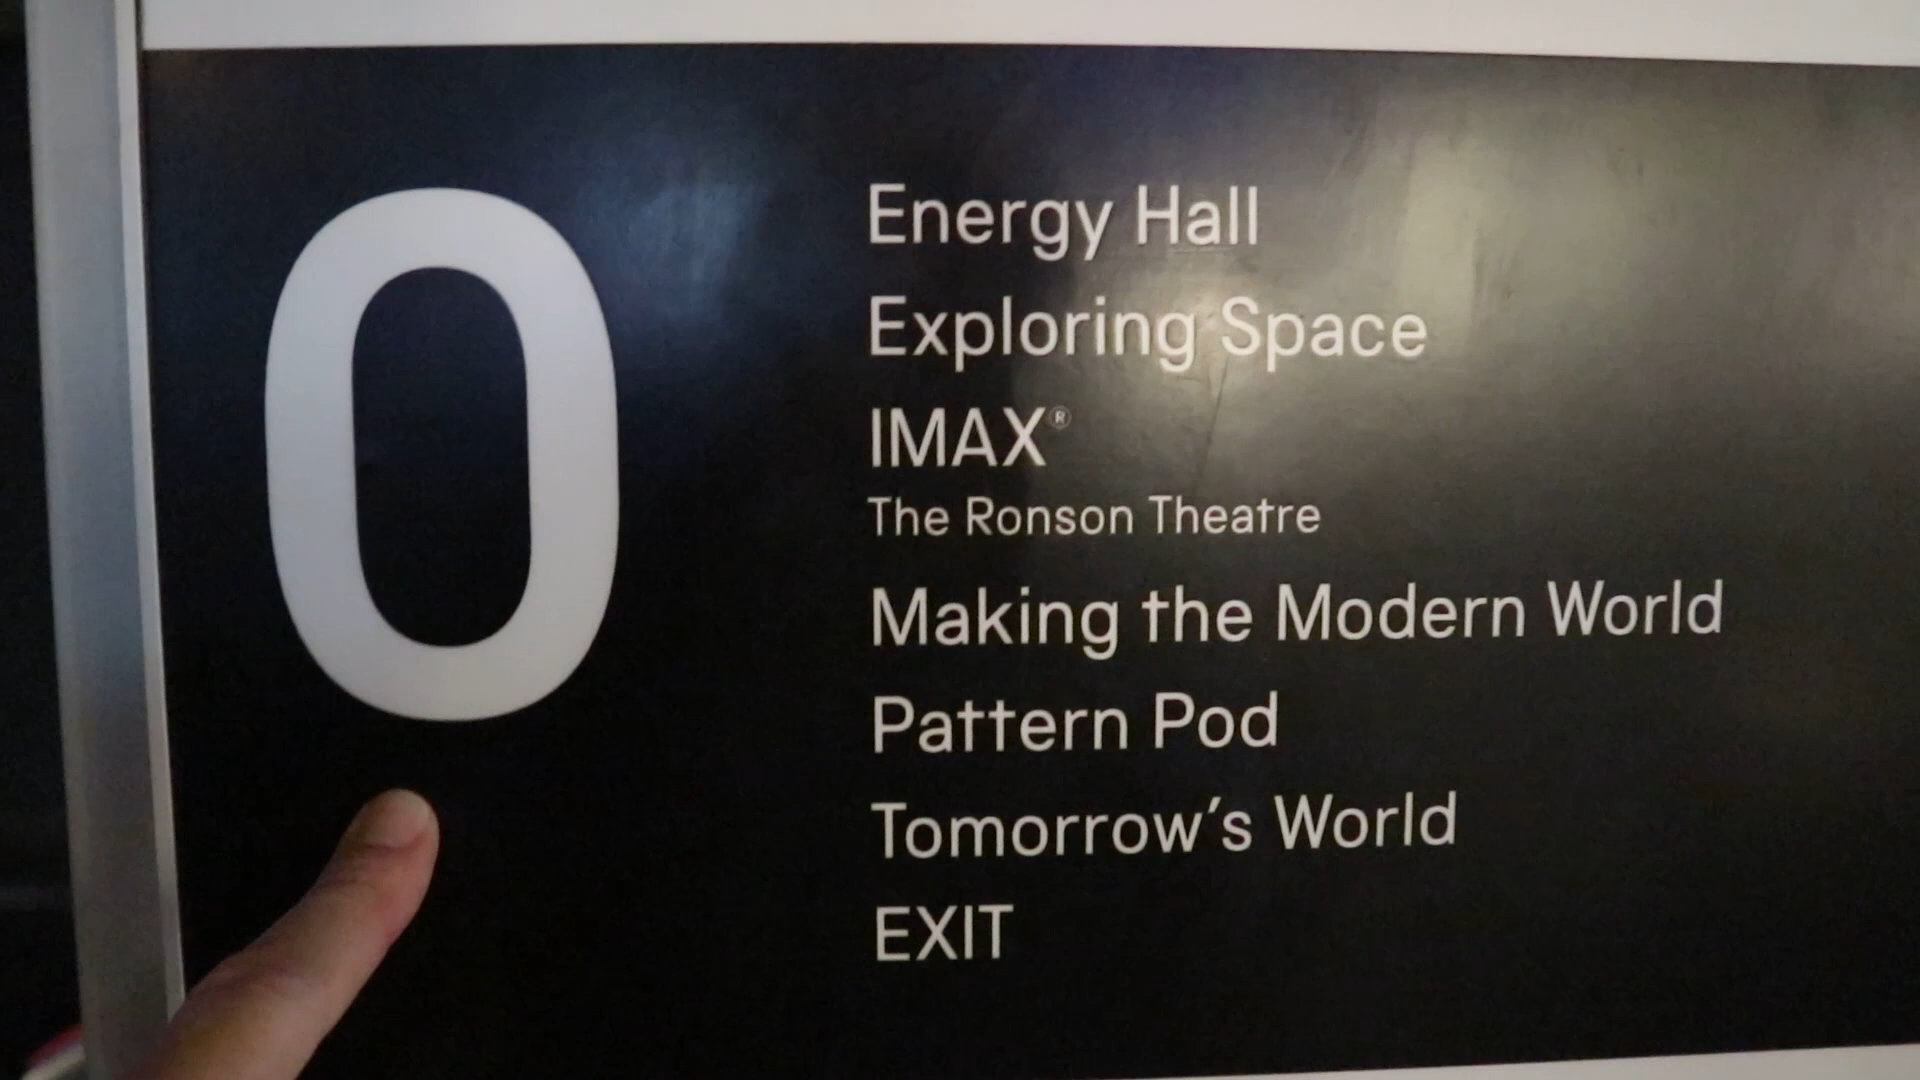 0
Energy Hall
Exploring Space
IMAX®
The Ronson Theatre
Making the Modern World
Pattern Pod
Tomorrow’s World
EXIT